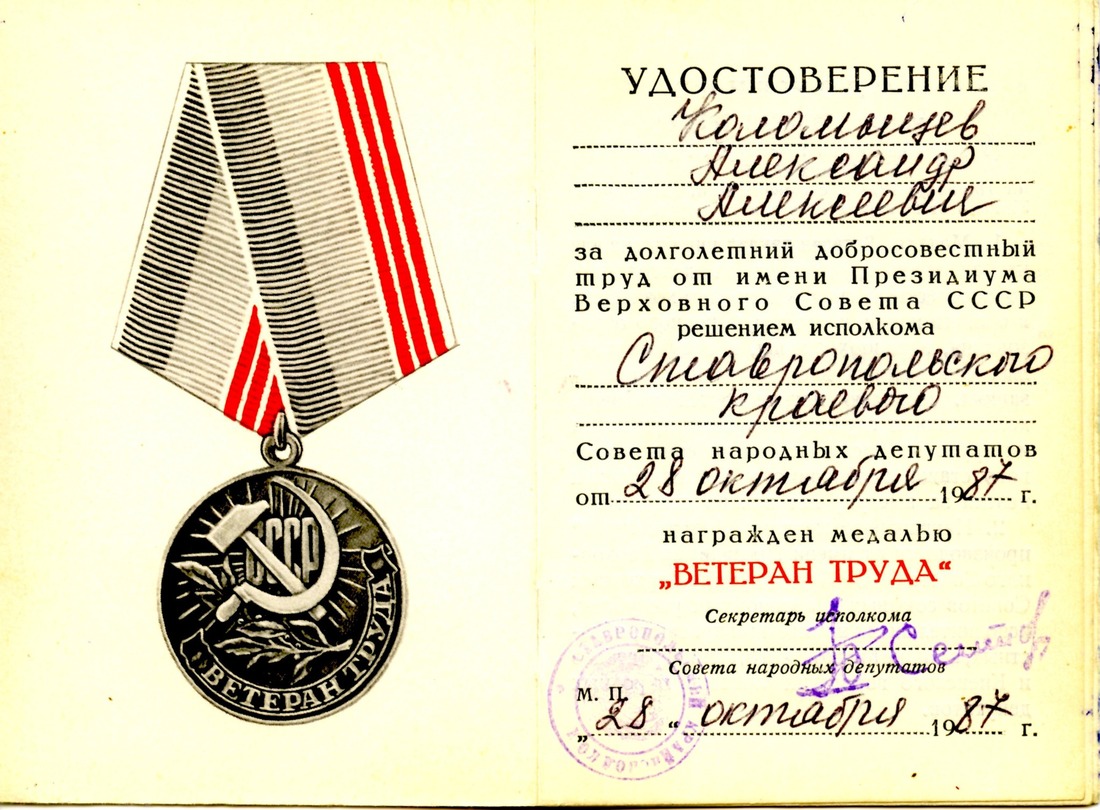 СССР
ВЕТЕРАН ТРУДА
УДОСТОВЕРЕНИЕ
Коломыцев
Александр
Алексеевич
за долголетний добросовестный
труд от имени Президиума
Верховного Совета СССР
решением исполкома
Ставропольского
краевого
Совета народных депутатов
от 28 октября 1987 г.
награжден медалью
„ВЕТЕРАН ТРУДА“
Секретарь исполкома
Совета народных депутатов
М. П.
„28“ октября 1987 г.